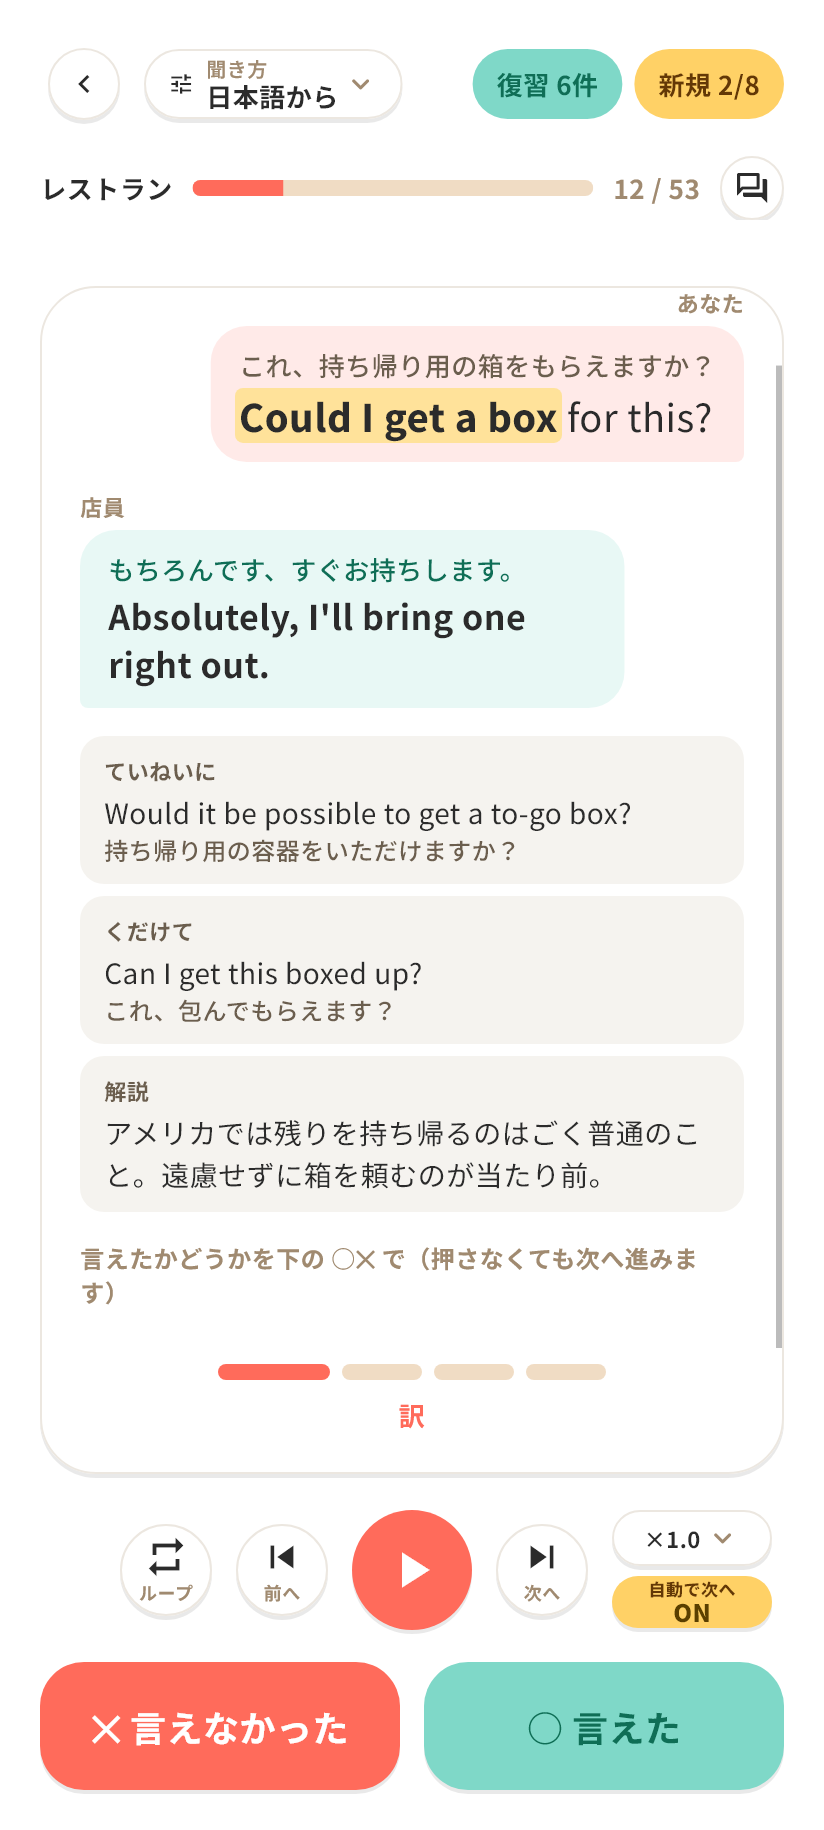 聞き方
日本語から
復習 6件
新規 2/8
レストラン
12 / 53
あなた
これ、持ち帰り用の箱をもらえますか？
Could I get a box for this?
店員
もちろんです、すぐお持ちします。
Absolutely, I'll bring one
right out.
ていねいに
Would it be possible to get a to-go box?
持ち帰り用の容器をいただけますか？
くだけて
Can I get this boxed up?
これ、包んでもらえます？
解説
アメリカでは残りを持ち帰るのはごく普通のこ
と。遠慮せずに箱を頼むのが当たり前。
言えたかどうかを下の ○× で（押さなくても次へ進みま
す）
訳
ループ
前へ
次へ
×1.0
自動で次へ
ON
× 言えなかった
○ 言えた